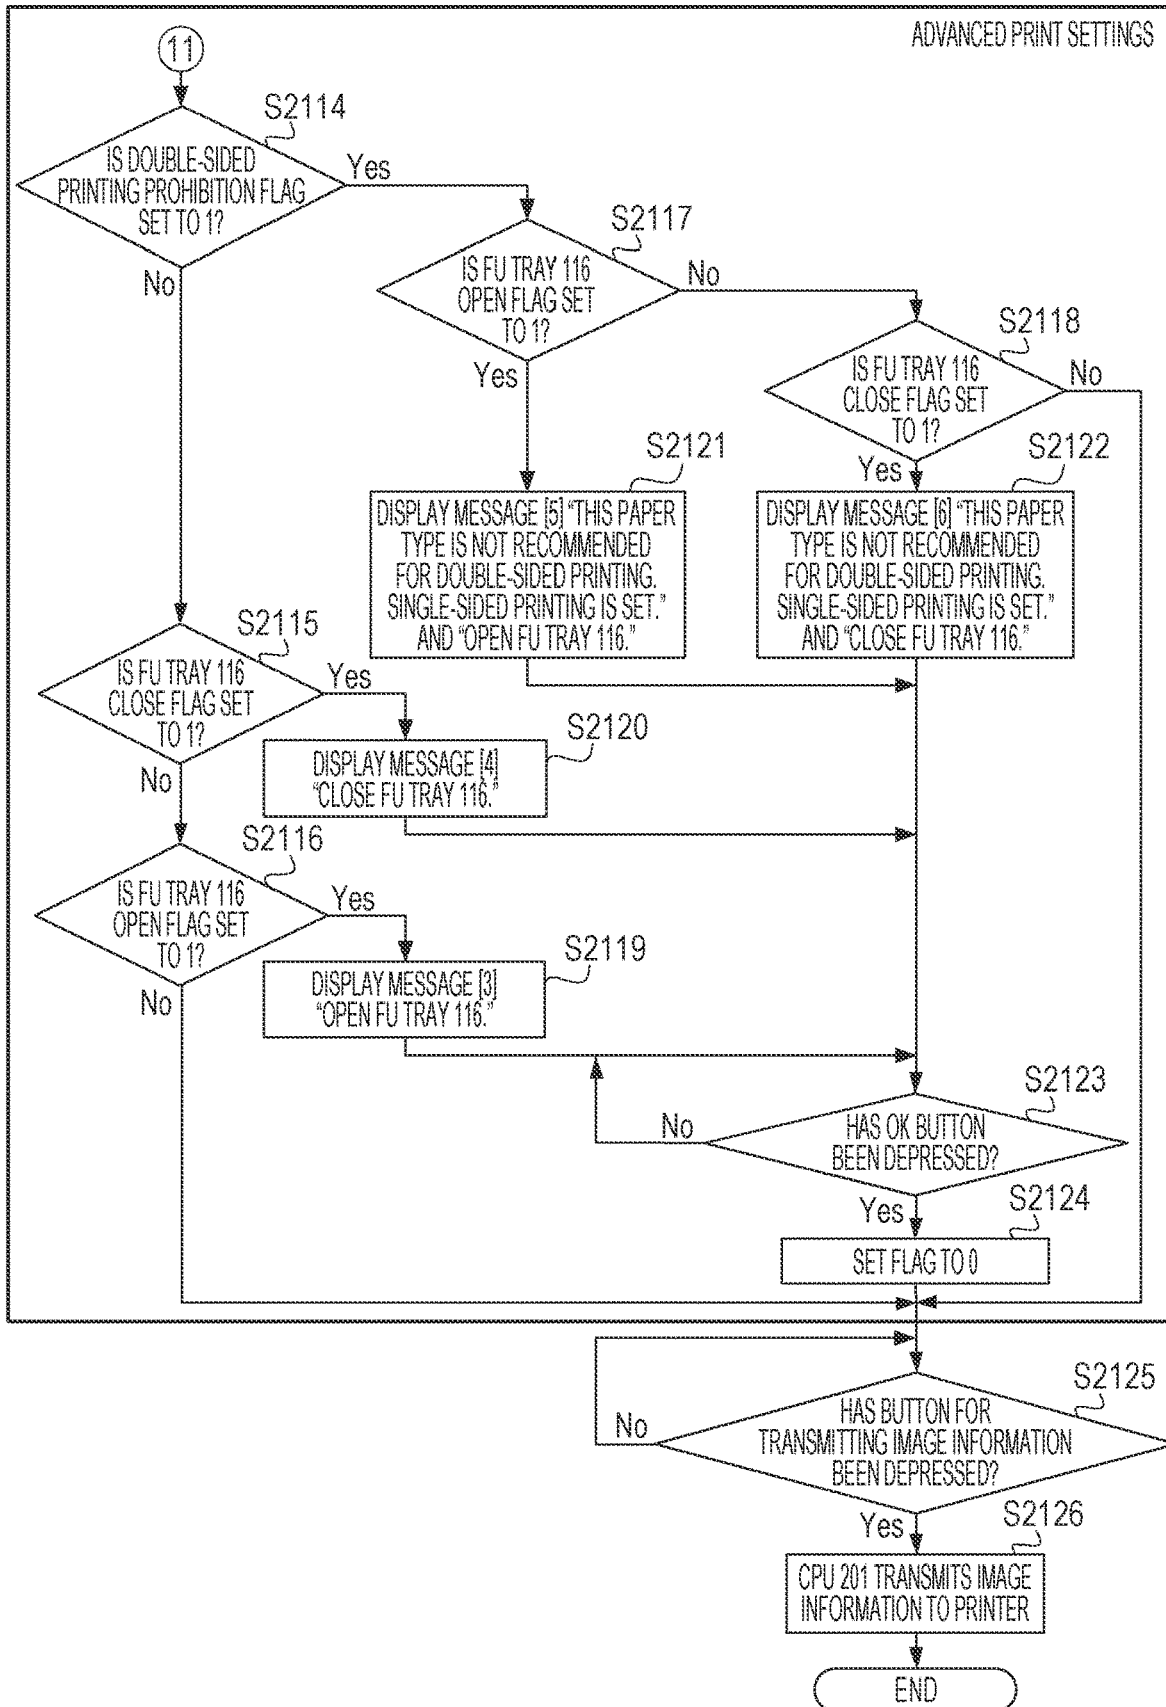 ADVANCED PRINT SETTINGS
11
S2114
IS DOUBLE-SIDED
PRINTING PROHIBITION FLAG
SET TO 1?
Yes
No
S2117
IS FU TRAY 116
OPEN FLAG SET
TO 1?
No
Yes
S2118
IS FU TRAY 116
CLOSE FLAG SET
TO 1?
No
Yes
S2121
DISPLAY MESSAGE [5] “THIS PAPER
TYPE IS NOT RECOMMENDED
FOR DOUBLE-SIDED PRINTING.
SINGLE-SIDED PRINTING IS SET.”
AND “OPEN FU TRAY 116.”
S2122
DISPLAY MESSAGE [6] “THIS PAPER
TYPE IS NOT RECOMMENDED
FOR DOUBLE-SIDED PRINTING.
SINGLE-SIDED PRINTING IS SET.”
AND “CLOSE FU TRAY 116.”
S2115
IS FU TRAY 116
CLOSE FLAG SET
TO 1?
Yes
No
S2120
DISPLAY MESSAGE [4]
“CLOSE FU TRAY 116.”
S2116
IS FU TRAY 116
OPEN FLAG SET
TO 1?
Yes
No
S2119
DISPLAY MESSAGE [3]
“OPEN FU TRAY 116.”
S2123
HAS OK BUTTON
BEEN DEPRESSED?
No
Yes
S2124
SET FLAG TO 0
S2125
HAS BUTTON FOR
TRANSMITTING IMAGE INFORMATION
BEEN DEPRESSED?
No
Yes
S2126
CPU 201 TRANSMITS IMAGE
INFORMATION TO PRINTER
END